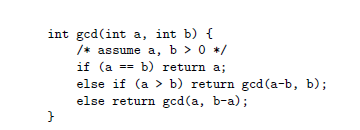 int gcd(int a, int b) {
    /* assume a, b > 0 */
    if (a == b) return a;
    else if (a > b) return gcd(a-b, b);
    else return gcd(a, b-a);
}